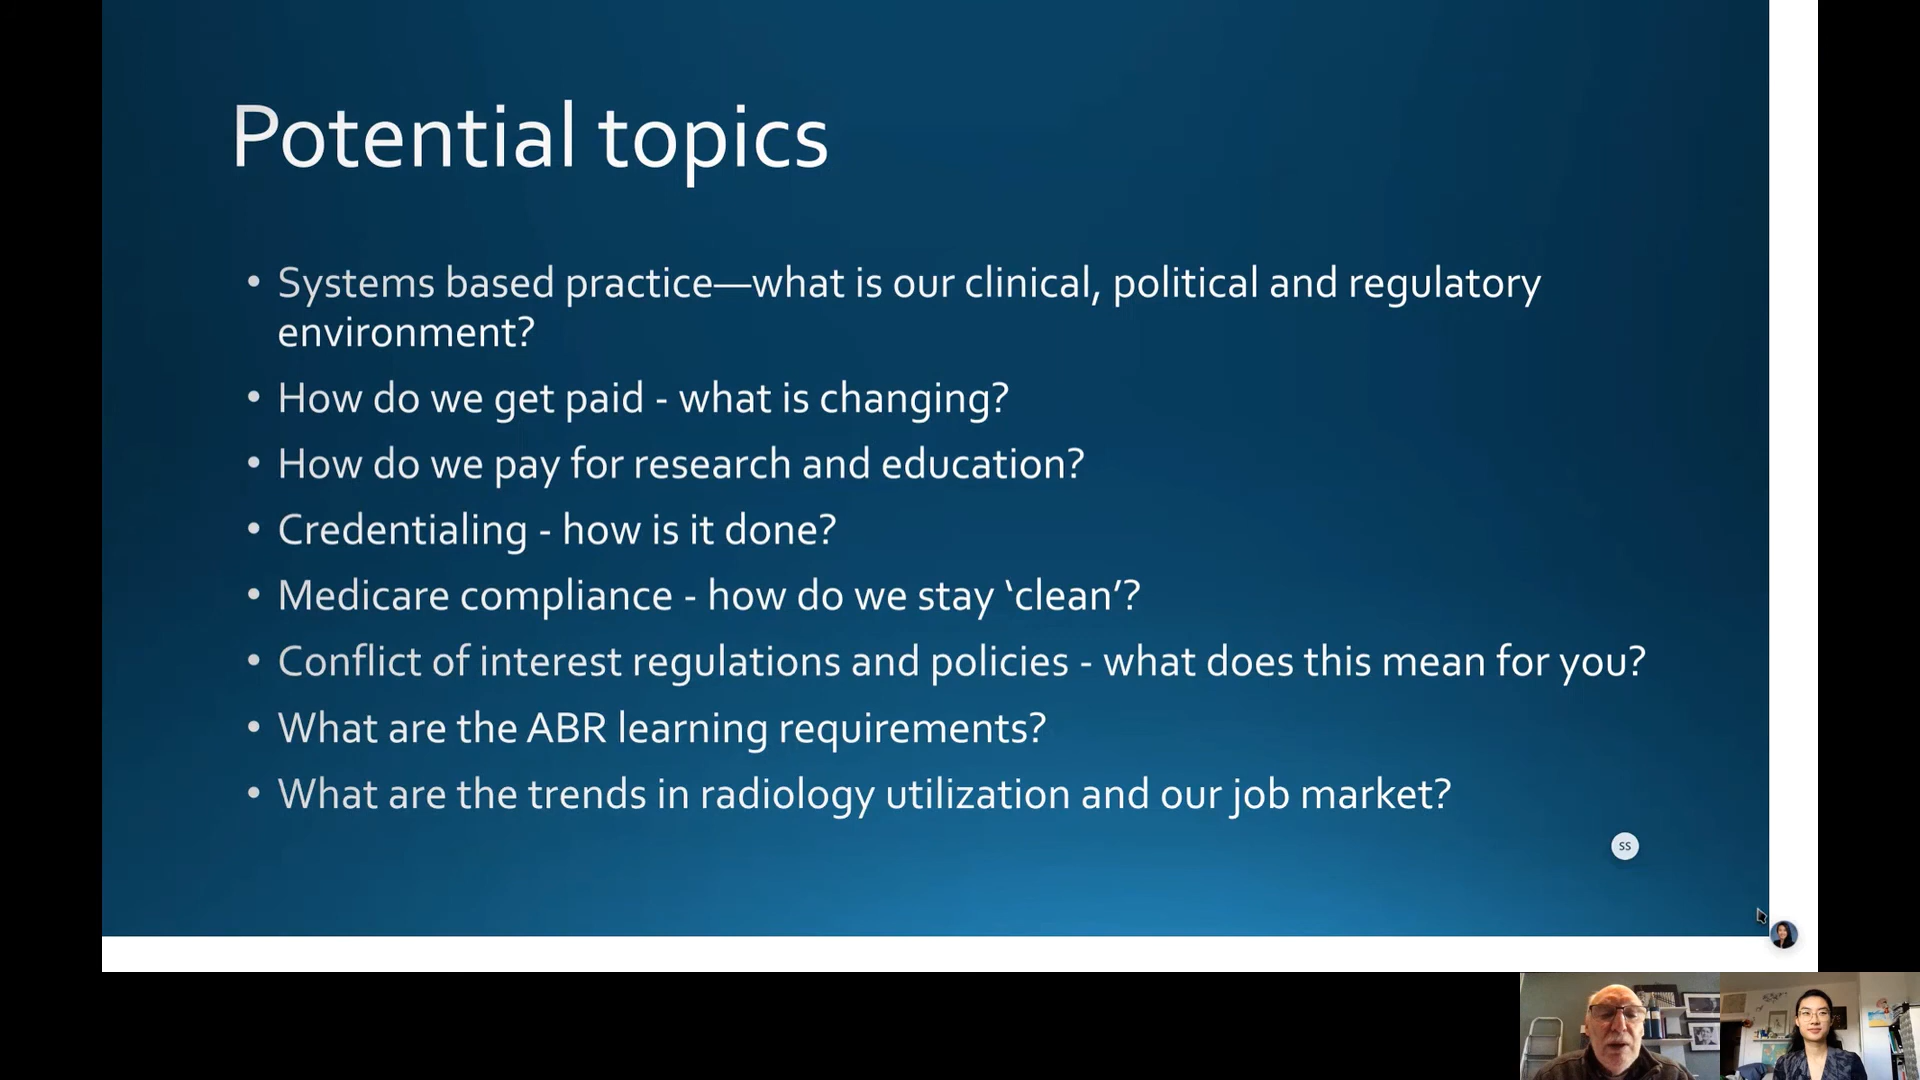 Potential topics
• Systems based practice—what is our clinical, political and regulatory
environment?
• How do we get paid - what is changing?
• How do we pay for research and education?
• Credentialing - how is it done?
• Medicare compliance - how do we stay ‘clean’?
• Conflict of interest regulations and policies - what does this mean for you?
• What are the ABR learning requirements?
• What are the trends in radiology utilization and our job market?
SS